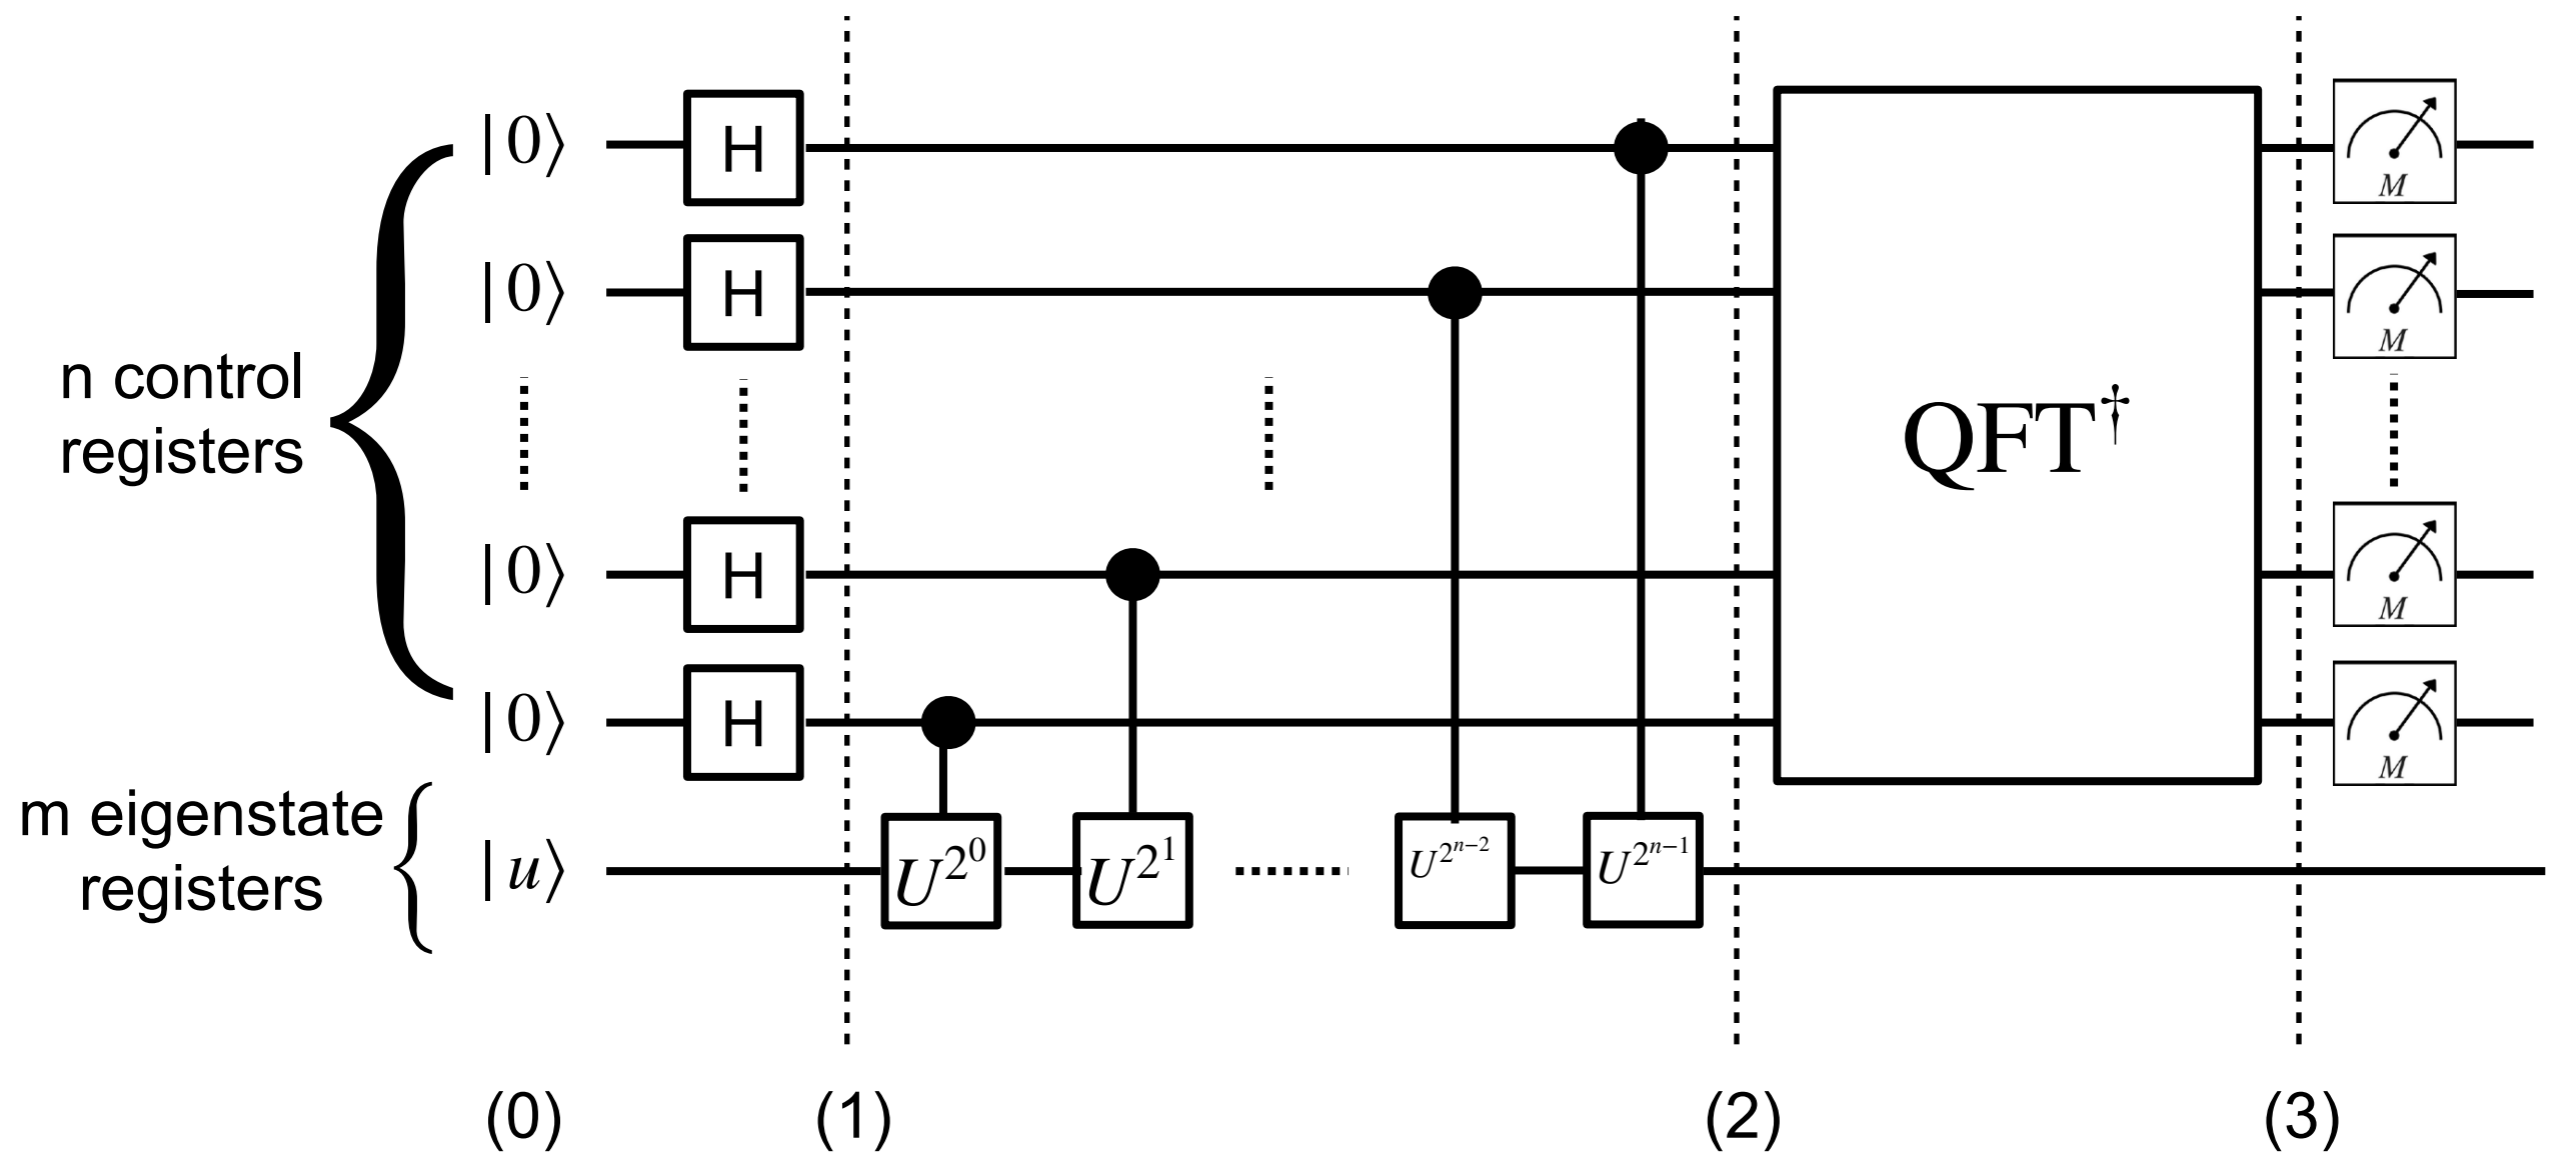 |0⟩ H M
|0⟩ H M
n control
registers
QFT†
|0⟩ H M
|0⟩ H M
m eigenstate
registers
|u⟩ U^{2^0} U^{2^1} U^{2^{n−2}} U^{2^{n−1}}
(0) (1) (2) (3)